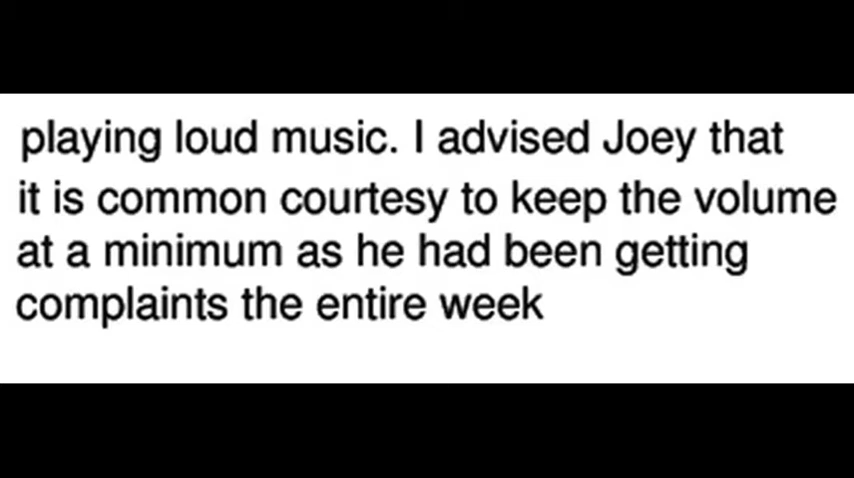 playing loud music. I advised Joey that
it is common courtesy to keep the volume
at a minimum as he had been getting
complaints the entire week